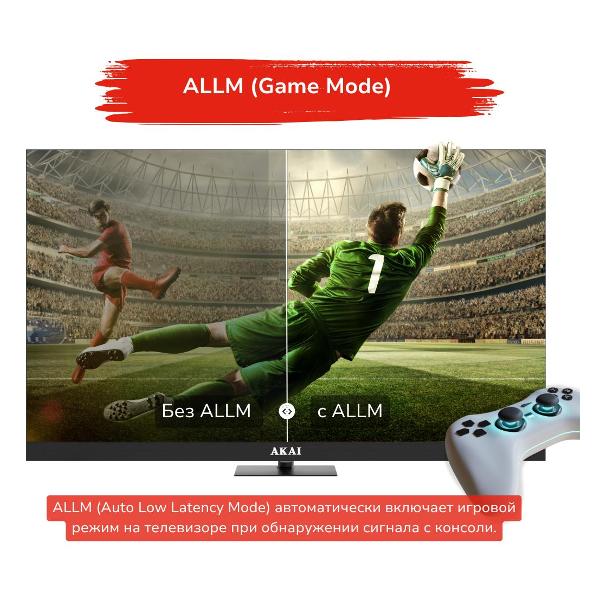 ALLM (Game Mode)
1
Без ALLM
с ALLM
AKAI
ALLM (Auto Low Latency Mode) автоматически включает игровой
режим на телевизоре при обнаружении сигнала с консоли.